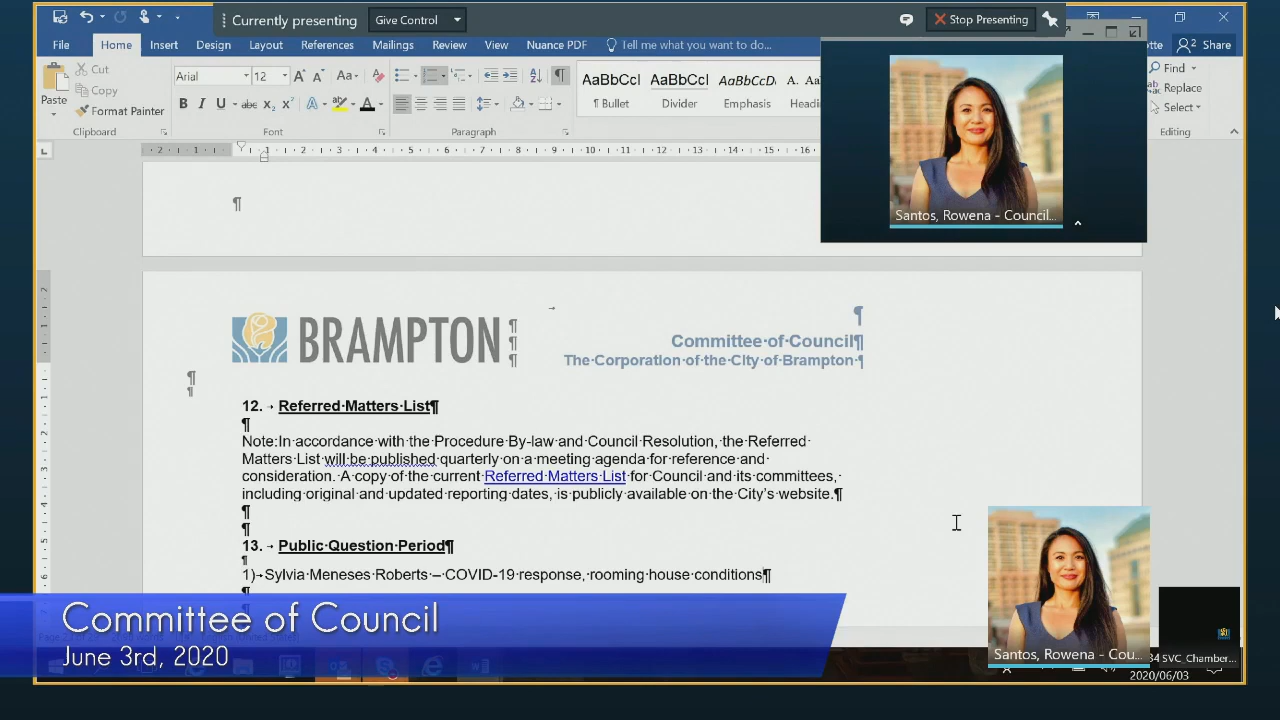 Currently presenting
Give Control
Stop Presenting
File Home Insert Design Layout References Mailings Review View Nuance PDF Tell me what you want to do...
Share
Cut
Copy
Format Painter
Paste
Clipboard
Arial 12
Font
Paragraph
AaBbCcI AaBbCcI AaBbCcD
¶ Bullet Divider Emphasis
Find
Replace
Select
Editing
Santos, Rowena - Council...
BRAMPTON
Committee of Council¶
The Corporation of the City of Brampton ¶
12. Referred Matters List¶
Note:In accordance with the Procedure By-law and Council Resolution, the Referred
Matters List will be published quarterly on a meeting agenda for reference and
consideration. A copy of the current Referred Matters List for Council and its committees,
including original and updated reporting dates, is publicly available on the City's website.¶
13. Public Question Period¶
1) Sylvia Meneses Roberts – COVID-19 response, rooming house conditions¶
Committee of Council
June 3rd, 2020
Santos, Rowena - Cou...
SVC_Chamber...
2020/06/03